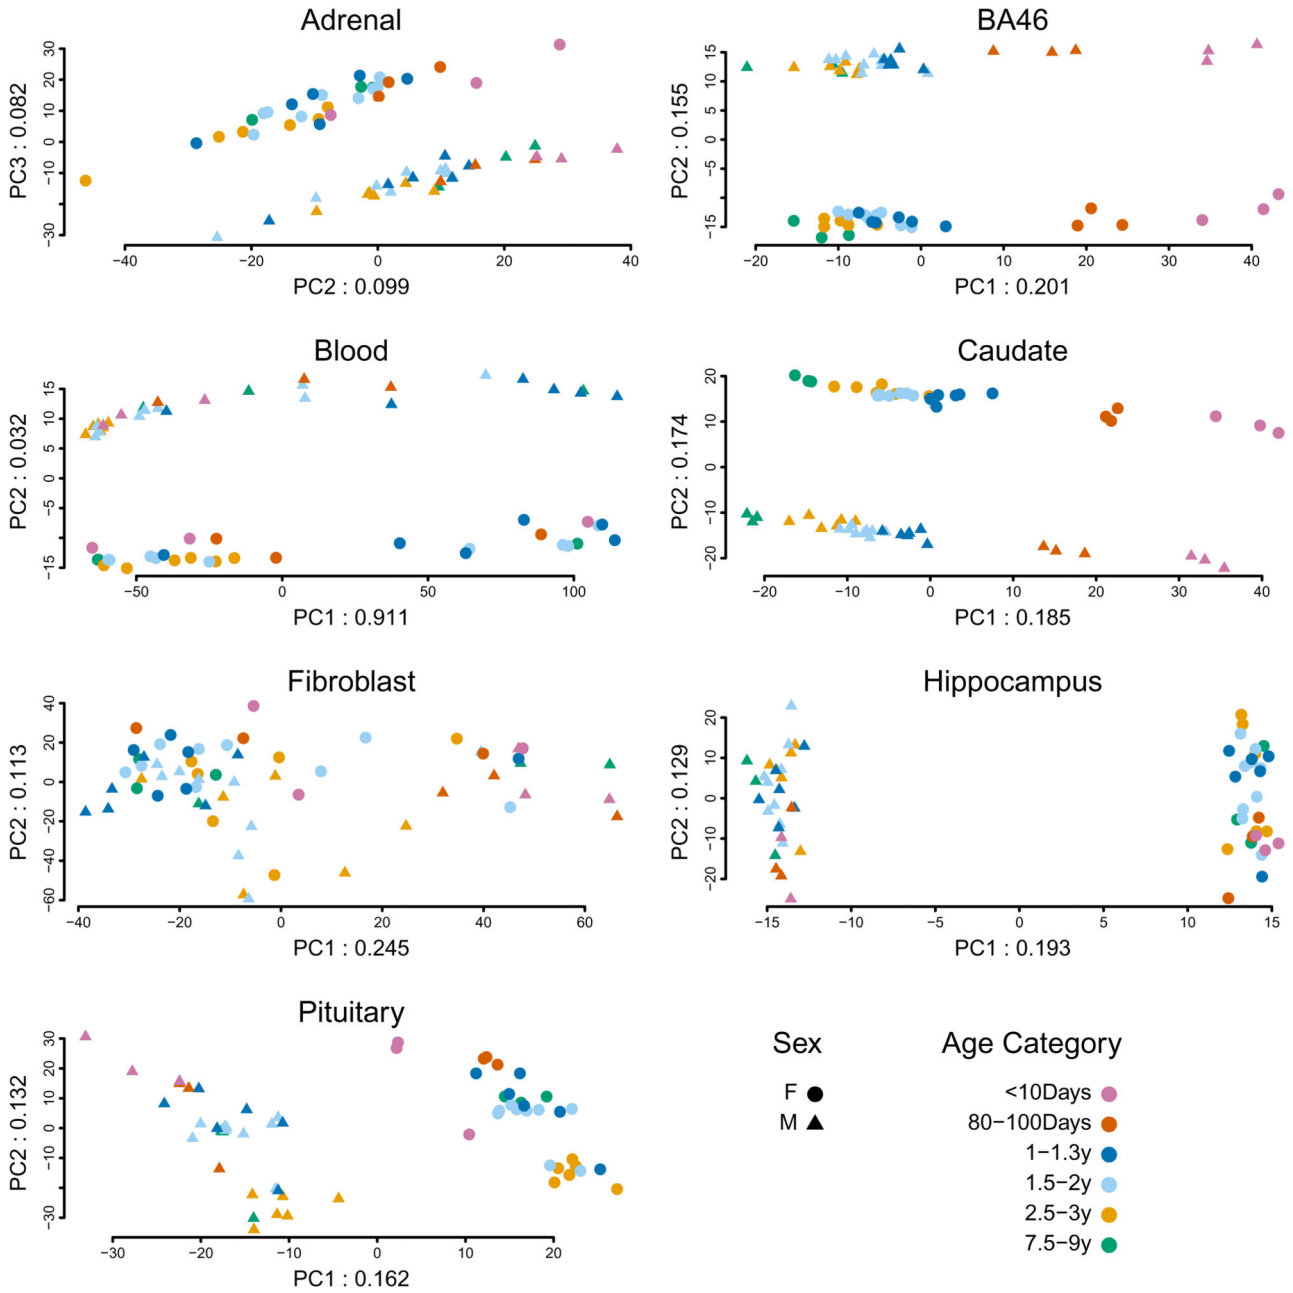 Adrenal
30
20
10
0
−10
−30
PC3 : 0.082
−40
−20
0
20
40
PC2 : 0.099
BA46
15
10
5
0
−5
−15
PC2 : 0.155
−20
−10
0
10
20
30
40
PC1 : 0.201
Blood
15
10
5
0
−5
−15
PC2 : 0.032
−50
0
50
100
PC1 : 0.911
Caudate
20
10
0
−10
−20
PC2 : 0.174
−20
−10
0
10
20
30
40
PC1 : 0.185
Fibroblast
40
20
0
−20
−40
−60
PC2 : 0.113
−40
−20
0
20
40
60
PC1 : 0.245
Hippocampus
20
10
0
−10
−20
PC2 : 0.129
−15
−10
−5
0
5
10
15
PC1 : 0.193
Pituitary
30
20
10
0
−10
−30
PC2 : 0.132
−30
−20
−10
0
10
20
PC1 : 0.162
Sex
F
M
Age Category
<10Days
80−100Days
1−1.3y
1.5−2y
2.5−3y
7.5−9y